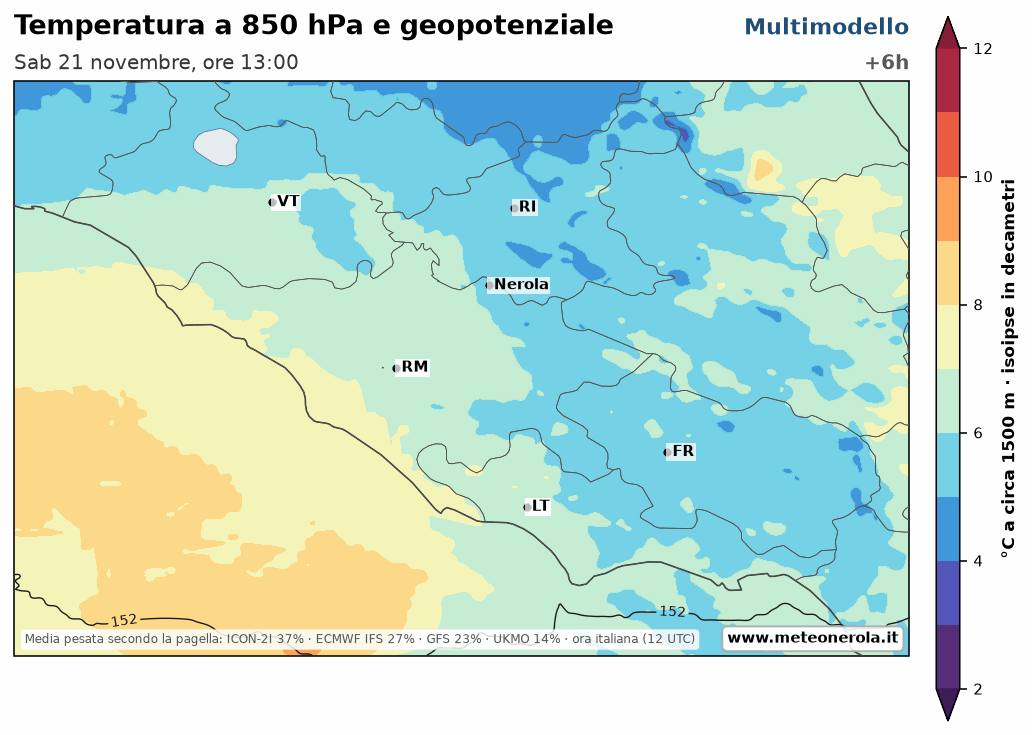 Temperatura a 850 hPa e geopotenziale
Multimodello
Sab 21 novembre, ore 13:00
+6h
12
10
8
6
4
2
°C a circa 1500 m · isoipse in decametri
VT
RI
Nerola
RM
FR
LT
152
152
Media pesata secondo la pagella: ICON-2I 37% · ECMWF IFS 27% · GFS 23% · UKMO 14% · ora italiana (12 UTC)
www.meteonerola.it